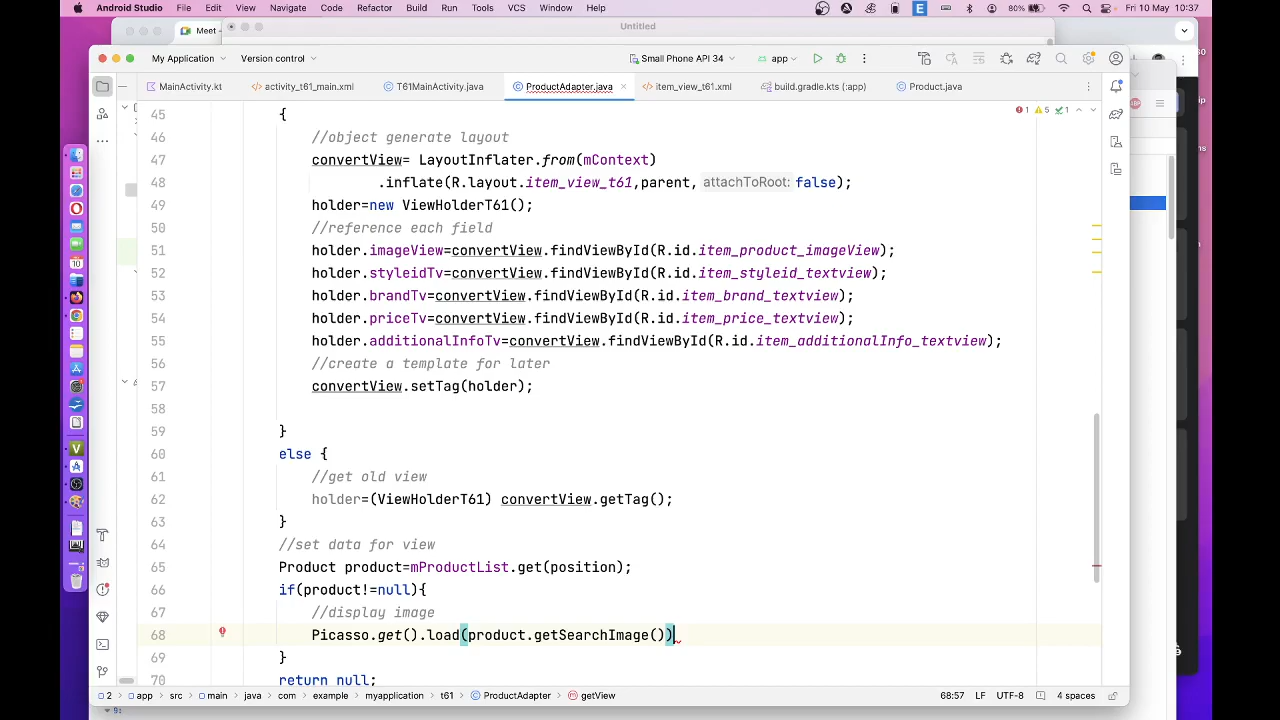 Android Studio File Edit View Navigate Code Refactor Build Run Tools VCS Window Help 80% Fri 10 May 10:37
Meet -
Untitled
My Application Version control Small Phone API 34 app
MainActivity.kt activity_t61_main.xml T61MainActivity.java ProductAdapter.java item_view_t61.xml build.gradle.kts (:app) Product.java
1 5 1
45 {
46 //object generate layout
47 convertView= LayoutInflater.from(mContext)
48 .inflate(R.layout.item_view_t61,parent, attachToRoot: false);
49 holder=new ViewHolderT61();
50 //reference each field
51 holder.imageView=convertView.findViewById(R.id.item_product_imageView);
52 holder.styleidTv=convertView.findViewById(R.id.item_styleid_textview);
53 holder.brandTv=convertView.findViewById(R.id.item_brand_textview);
54 holder.priceTv=convertView.findViewById(R.id.item_price_textview);
55 holder.additionalInfoTv=convertView.findViewById(R.id.item_additionalInfo_textview);
56 //create a template for later
57 convertView.setTag(holder);
58
59 }
60 else {
61 //get old view
62 holder=(ViewHolderT61) convertView.getTag();
63 }
64 //set data for view
65 Product product=mProductList.get(position);
66 if(product!=null){
67 //display image
68 Picasso.get().load(product.getSearchImage())
69 }
70 return null;
2 app src main java com example myapplication t61 ProductAdapter getView 68:57 LF UTF-8 4 spaces